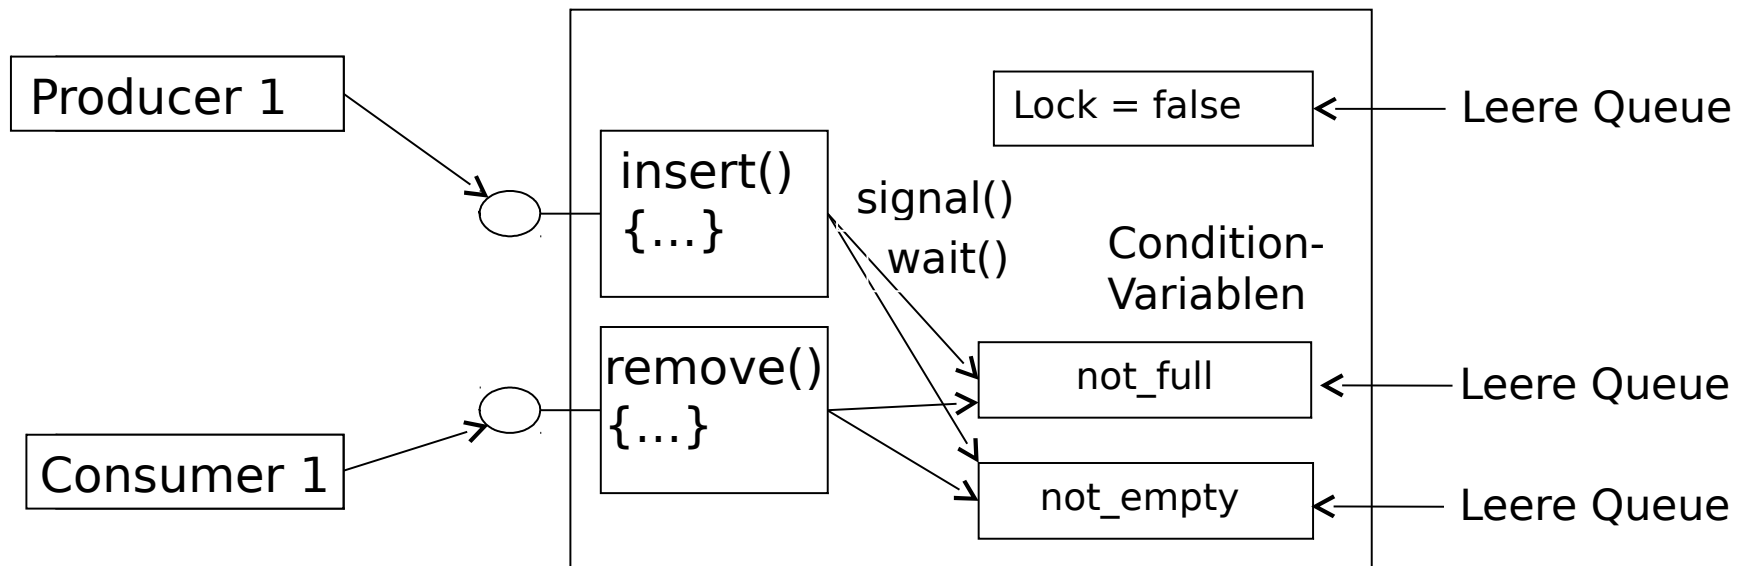 Producer 1
Lock = false
Leere Queue
insert()
{...}
signal()
wait()
Condition-
Variablen
remove()
{...}
not_full
Leere Queue
Consumer 1
not_empty
Leere Queue